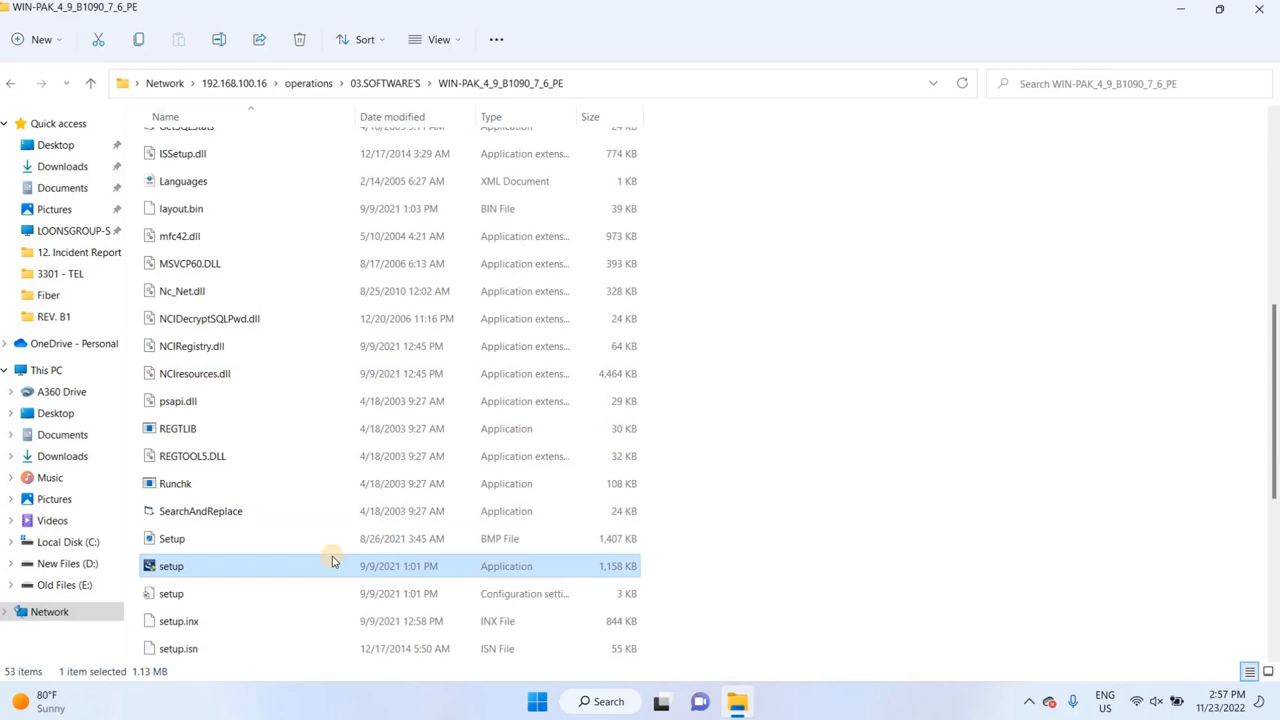 WIN-PAK_4_9_B1090_7_6_PE
New Sort View
Network 192.168.100.16 operations 03.SOFTWARE'S WIN-PAK_4_9_B1090_7_6_PE Search WIN-PAK_4_9_B1090_7_6_PE
Name Date modified Type Size
Quick access
Desktop
Downloads
Documents
Pictures
LOONSGROUP-S
12. Incident Report
3301 - TEL
Fiber
REV. B1
OneDrive - Personal
This PC
A360 Drive
Desktop
Documents
Downloads
Music
Pictures
Videos
Local Disk (C:)
New Files (D:)
Old Files (E:)
Network
GetSQLStats 4/18/2003 9:11 AM Application 24 KB
ISSetup.dll 12/17/2014 3:29 AM Application extens... 774 KB
Languages 2/14/2005 6:27 AM XML Document 1 KB
layout.bin 9/9/2021 1:03 PM BIN File 39 KB
mfc42.dll 5/10/2004 4:21 AM Application extens... 973 KB
MSVCP60.DLL 8/17/2006 6:13 AM Application extens... 393 KB
Nc_Net.dll 8/25/2010 12:02 AM Application extens... 328 KB
NCIDecryptSQLPwd.dll 12/20/2006 11:16 PM Application extens... 24 KB
NCIRegistry.dll 9/9/2021 12:45 PM Application extens... 64 KB
NCIresources.dll 9/9/2021 12:45 PM Application extens... 4,464 KB
psapi.dll 4/18/2003 9:27 AM Application extens... 29 KB
REGTLIB 4/18/2003 9:27 AM Application 30 KB
REGTOOL5.DLL 4/18/2003 9:27 AM Application extens... 32 KB
Runchk 4/18/2003 9:27 AM Application 108 KB
SearchAndReplace 4/18/2003 9:27 AM Application 24 KB
Setup 8/26/2021 3:45 AM BMP File 1,407 KB
setup 9/9/2021 1:01 PM Application 1,158 KB
setup 9/9/2021 1:01 PM Configuration setti... 3 KB
setup.inx 9/9/2021 12:58 PM INX File 844 KB
setup.isn 12/17/2014 5:50 AM ISN File 55 KB
53 items 1 item selected 1.13 MB
80°F
Sunny
Search
ENG
US
2:57 PM
11/23/2022